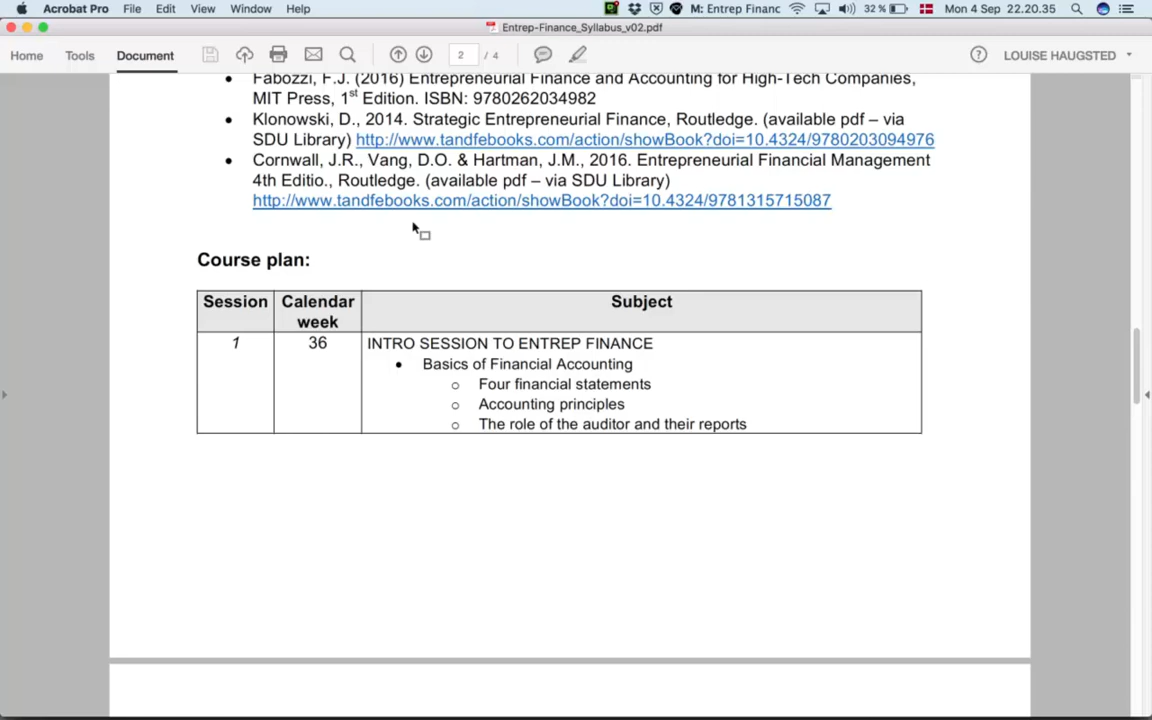 Acrobat Pro File Edit View Window Help M: Entrep Financ 32 % Mon 4 Sep 22.20.35
Entrep-Finance_Syllabus_v02.pdf
Home Tools Document 2 / 4 LOUISE HAUGSTED
• Fabozzi, F.J. (2016) Entrepreneurial Finance and Accounting for High-Tech Companies,
MIT Press, 1st Edition. ISBN: 9780262034982
• Klonowski, D., 2014. Strategic Entrepreneurial Finance, Routledge. (available pdf – via
SDU Library) http://www.tandfebooks.com/action/showBook?doi=10.4324/9780203094976
• Cornwall, J.R., Vang, D.O. & Hartman, J.M., 2016. Entrepreneurial Financial Management
4th Editio., Routledge. (available pdf – via SDU Library)
http://www.tandfebooks.com/action/showBook?doi=10.4324/9781315715087
Course plan:
Session Calendar Subject
week
1 36 INTRO SESSION TO ENTREP FINANCE
• Basics of Financial Accounting
o Four financial statements
o Accounting principles
o The role of the auditor and their reports